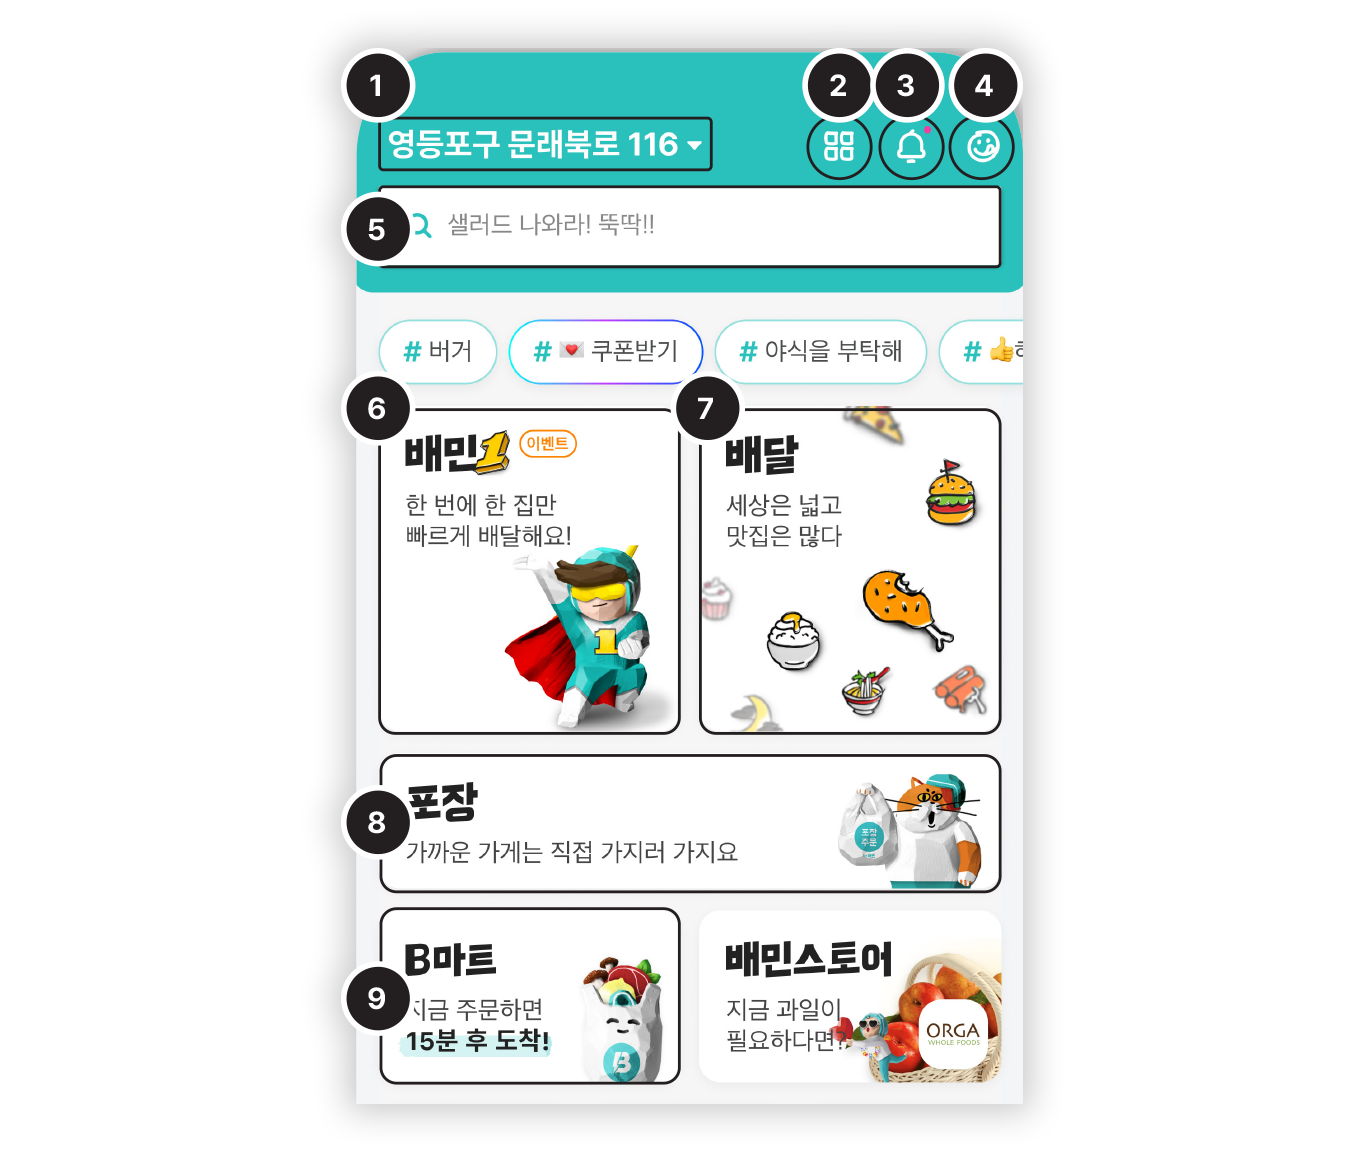 1
2
3
4
영등포구 문래북로 116
5
샐러드 나와라! 뚝딱!!
# 버거
# 쿠폰받기
# 야식을 부탁해
#
6
7
배민1 이벤트
한 번에 한 집만
빠르게 배달해요!
1
배달
세상은 넓고
맛집은 많다
8
포장
가까운 가게는 직접 가지러 가지요
포장
주문
9
B마트
지금 주문하면
15분 후 도착!
B
배민스토어
지금 과일이
필요하다면?
ORGA
WHOLE FOODS